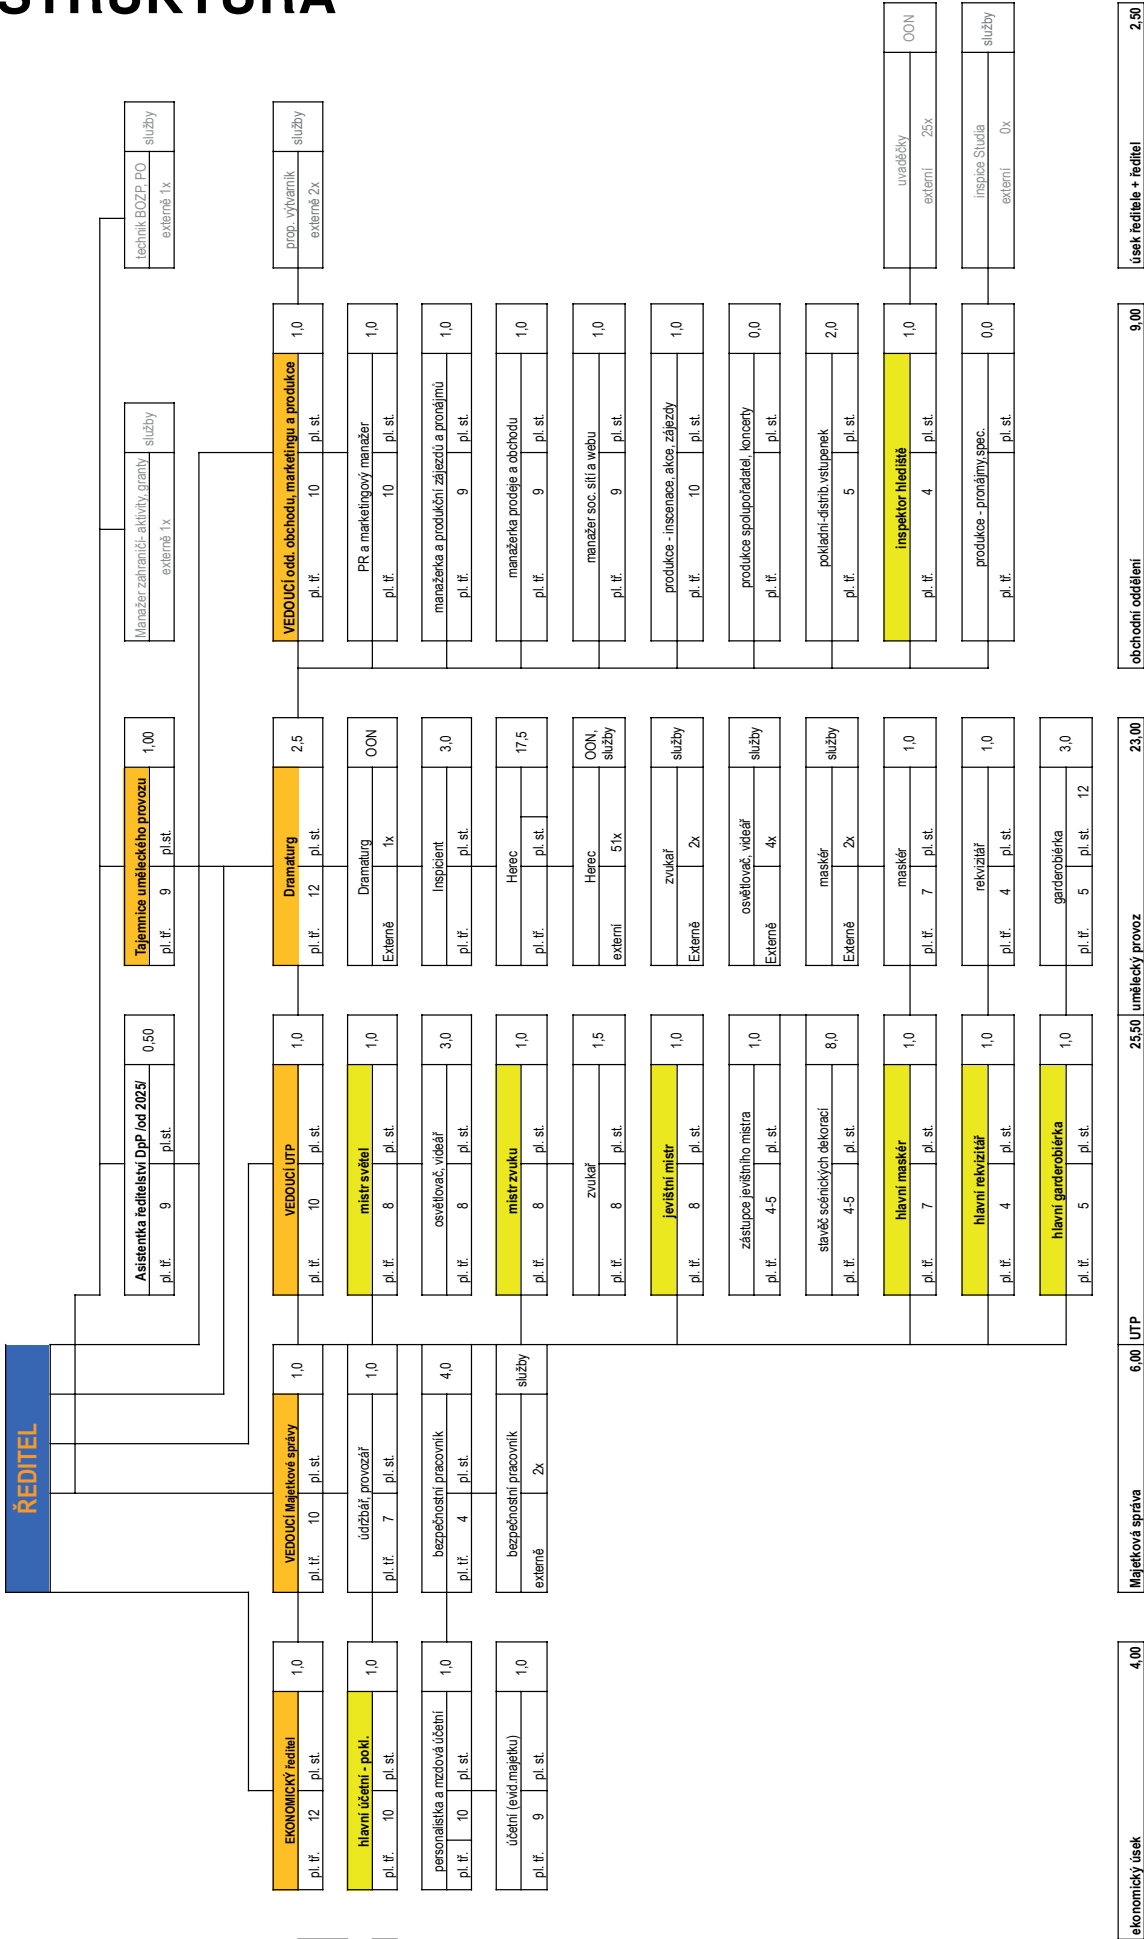 STRUKTURA
ŘEDITEL
technik BOZP, PO služby
externě 1x
Manažer zahraničí- aktivity, granty služby
externě 1x
Tajemnice uměleckého provozu 1,00
pl. tř. 9 pl.st.
Asistentka ředitelství DpP /od 2025/ 0,50
pl. tř. 9 pl.st.
EKONOMICKÝ ředitel 1,0
pl. tř. 12 pl. st.
hlavní účetní - pokl. 1,0
pl. tř. 10 pl. st.
personalistka a mzdová účetní 1,0
pl. tř. 10 pl. st.
účetní (evid.majetku) 1,0
pl. tř. 9 pl. st.
VEDOUCÍ Majetkové správy 1,0
pl. tř. 10 pl. st.
údržbář, provozář 1,0
pl. tř. 7 pl. st.
bezpečnostní pracovník 4,0
pl. tř. 4 pl. st.
bezpečnostní pracovník služby
externě 2x
VEDOUCÍ UTP 1,0
pl. tř. 10 pl. st.
mistr světel 1,0
pl. tř. 8 pl. st.
osvětlovač, videář 3,0
pl. tř. 8 pl. st.
mistr zvuku 1,0
pl. tř. 8 pl. st.
zvukař 1,5
pl. tř. 8 pl. st.
jevištní mistr 1,0
pl. tř. 8 pl. st.
zástupce jevištního mistra 1,0
pl. tř. 4-5 pl. st.
stavěč scénických dekorací 8,0
pl. tř. 4-5 pl. st.
hlavní maskér 1,0
pl. tř. 7 pl. st.
hlavní rekvizitář 1,0
pl. tř. 4 pl. st.
hlavní garderobiérka 1,0
pl. tř. 5 pl. st.
Dramaturg 2,5
pl. tř. 12 pl. st.
Dramaturg OON
Externě 1x
Inspicient 3,0
pl. tř. pl. st.
Herec 17,5
pl. tř. pl. st.
Herec OON, služby
externí 51x
zvukař služby
Externě 2x
osvětlovač, videář služby
Externě 4x
maskér služby
Externě 2x
maskér 1,0
pl. tř. 7 pl. st.
rekvizitář 1,0
pl. tř. 4 pl. st.
garderobiérka 3,0
pl. tř. 5 pl. st. 12
VEDOUCÍ odd. obchodu, marketingu a produkce 1,0
pl. tř. 10 pl. st.
PR a marketingový manažer 1,0
pl. tř. 10 pl. st.
manažerka a produkční zájezdů a pronájmů 1,0
pl. tř. 9 pl. st.
manažerka prodeje a obchodu 1,0
pl. tř. 9 pl. st.
manažer soc. sítí a webu 1,0
pl. tř. 9 pl. st.
produkce - inscenace, akce, zájezdy 1,0
pl. tř. 10 pl. st.
produkce spolupořadatel, koncerty 0,0
pl. tř. pl. st.
pokladní-distrib.vstupenek 2,0
pl. tř. 5 pl. st.
inspektor hlediště 1,0
pl. tř. 4 pl. st.
produkce - pronájmy,spec. 0,0
pl. tř. pl. st.
prop. výtvarník služby
externě 2x
uvaděčky OON
externí 25x
inspice Studia služby
externí 0x
ekonomický úsek 4,00
Majetková správa 6,00
UTP 25,50
umělecký provoz 23,00
obchodní oddělení 9,00
úsek ředitele + ředitel 2,50